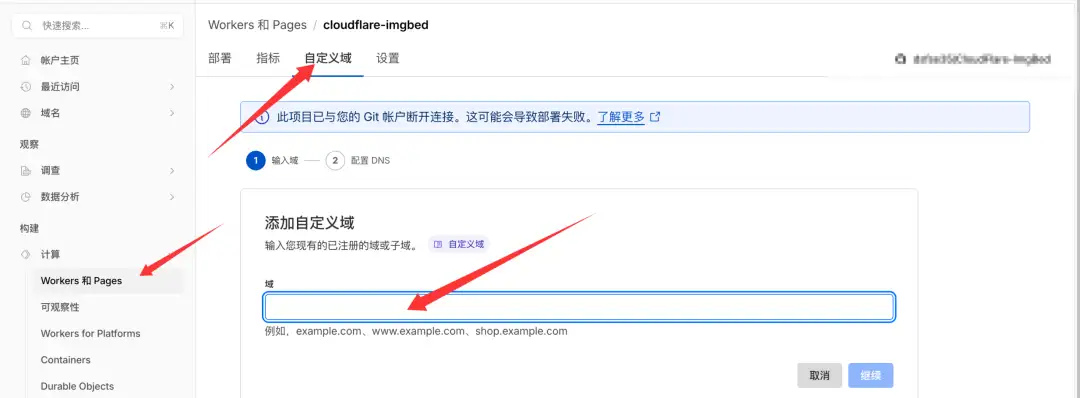 快速搜索... ⌘K
帐户主页
最近访问
域名
观察
调查
数据分析
构建
计算
Workers 和 Pages
可观察性
Workers for Platforms
Containers
Durable Objects
Workers 和 Pages / cloudflare-imgbed
部署 指标 自定义域 设置
此项目已与您的 Git 帐户断开连接。这可能会导致部署失败。了解更多
1 输入域 2 配置 DNS
添加自定义域
输入您现有的已注册的域或子域。 自定义域
域
例如，example.com、www.example.com、shop.example.com
取消 继续